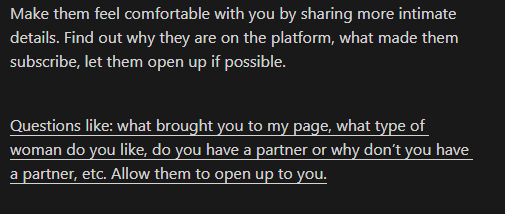 Make them feel comfortable with you by sharing more intimate
details. Find out why they are on the platform, what made them
subscribe, let them open up if possible.
Questions like: what brought you to my page, what type of
woman do you like, do you have a partner or why don't you have
a partner, etc. Allow them to open up to you.